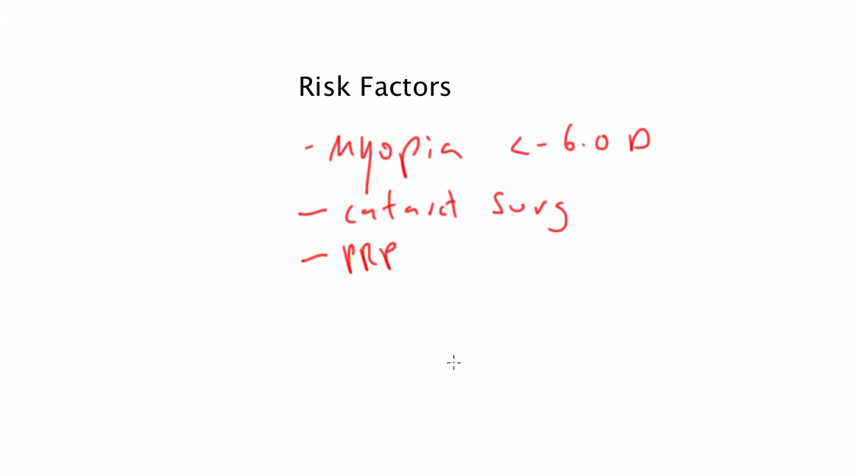 Risk Factors
- Myopia < - 6.0 D
- Cataract Surg
- PRP